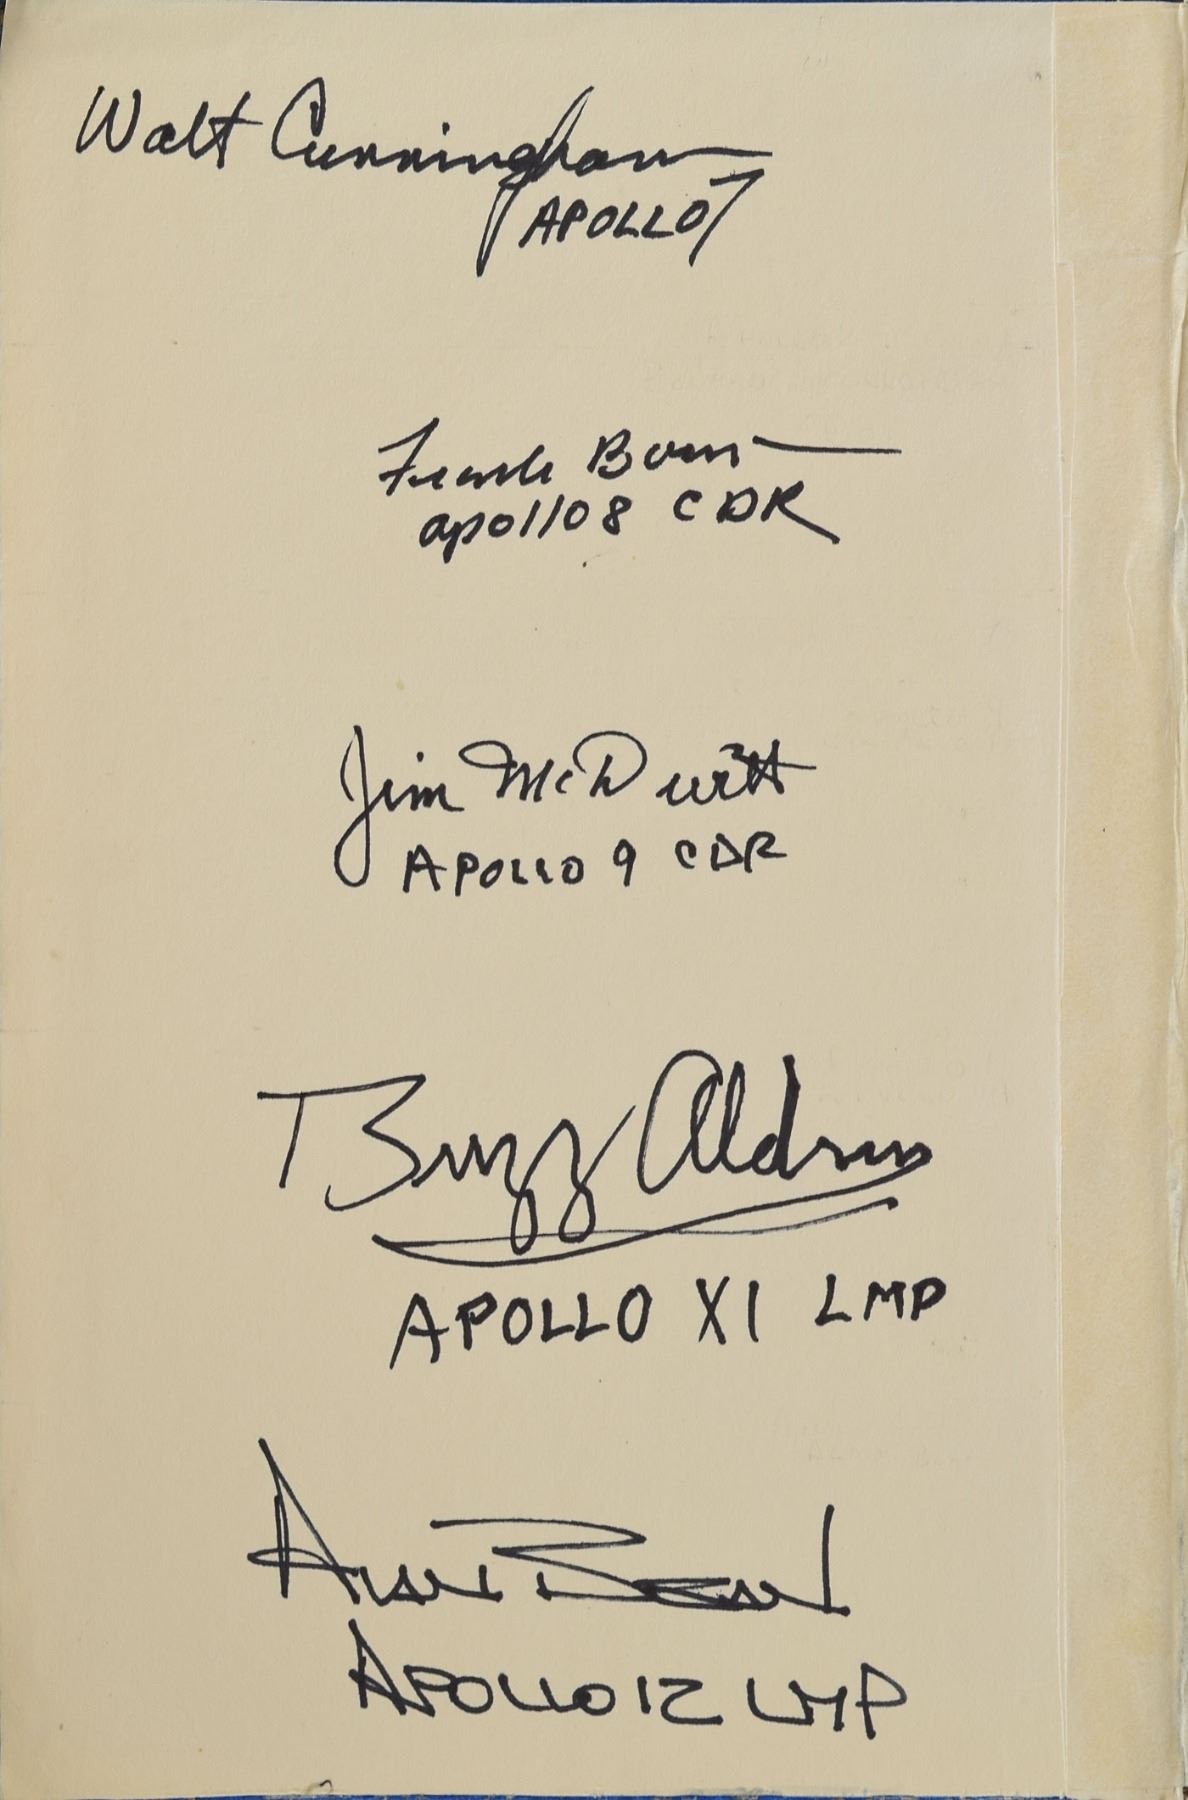 Walt Cunningham
APOLLO 7
Frank Borman
apollo 8 CDR
Jim McDivitt
APOLLO 9 CDR
Buzz Aldrin
APOLLO XI LMP
Alan Bean
APOLLO 12 LMP